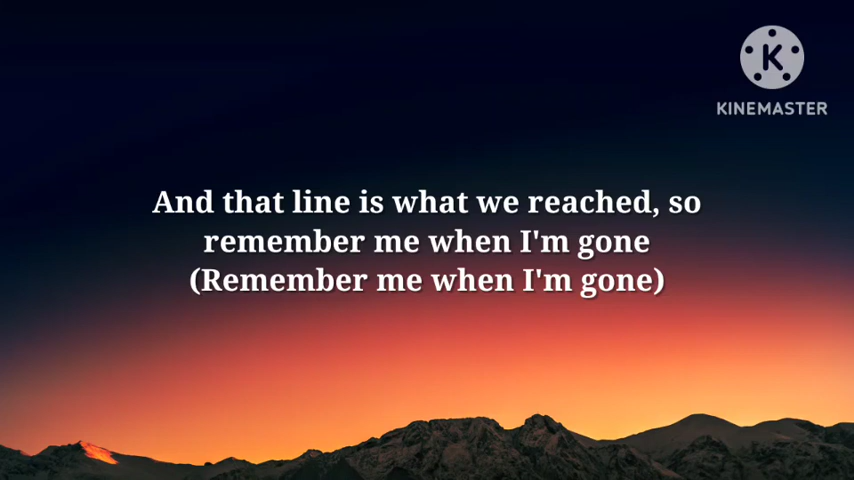 K
KINEMASTER
And that line is what we reached, so
remember me when I'm gone
(Remember me when I'm gone)